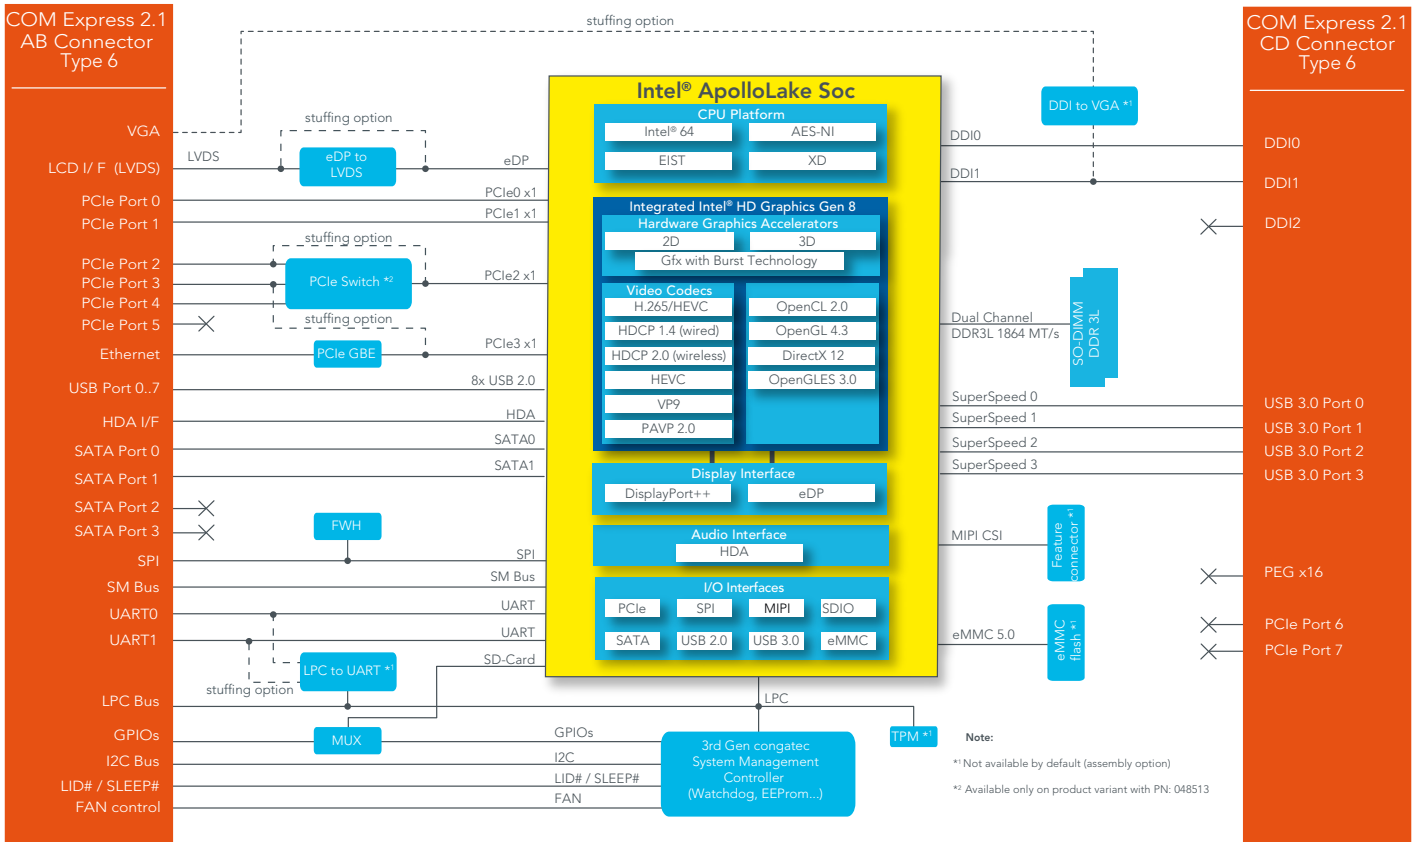 COM Express 2.1
AB Connector
Type 6
VGA
LCD I/ F (LVDS)
PCIe Port 0
PCIe Port 1
PCIe Port 2
PCIe Port 3
PCIe Port 4
PCIe Port 5
Ethernet
USB Port 0..7
HDA I/F
SATA Port 0
SATA Port 1
SATA Port 2
SATA Port 3
SPI
SM Bus
UART0
UART1
LPC Bus
GPIOs
I2C Bus
LID# / SLEEP#
FAN control
stuffing option
stuffing option
LVDS
eDP to
LVDS
eDP
PCIe0 x1
PCIe1 x1
stuffing option
PCIe Switch *²
PCIe2 x1
stuffing option
PCIe GBE
PCIe3 x1
8x USB 2.0
HDA
SATA0
SATA1
FWH
SPI
SM Bus
UART
UART
SD-Card
LPC to UART *¹
stuffing option
MUX
GPIOs
I2C
LID# / SLEEP#
FAN
Intel® ApolloLake Soc
CPU Platform
Intel® 64
AES-NI
EIST
XD
Integrated Intel® HD Graphics Gen 8
Hardware Graphics Accelerators
2D
3D
Gfx with Burst Technology
Video Codecs
H.265/HEVC
HDCP 1.4 (wired)
HDCP 2.0 (wireless)
HEVC
VP9
PAVP 2.0
OpenCL 2.0
OpenGL 4.3
DirectX 12
OpenGLES 3.0
Display Interface
DisplayPort++
eDP
Audio Interface
HDA
I/O Interfaces
PCIe
SPI
MIPI
SDIO
SATA
USB 2.0
USB 3.0
eMMC
LPC
3rd Gen congatec
System Management
Controller
(Watchdog, EEProm...)
TPM *¹
DDI to VGA *¹
DDI0
DDI1
Dual Channel
DDR3L 1864 MT/s
SO-DIMM
DDR 3L
SuperSpeed 0
SuperSpeed 1
SuperSpeed 2
SuperSpeed 3
MIPI CSI
Feature
connector *¹
eMMC 5.0
eMMC
flash *¹
Note:
*¹ Not available by default (assembly option)
*² Available only on product variant with PN: 048513
COM Express 2.1
CD Connector
Type 6
DDI0
DDI1
DDI2
USB 3.0 Port 0
USB 3.0 Port 1
USB 3.0 Port 2
USB 3.0 Port 3
PEG x16
PCIe Port 6
PCIe Port 7